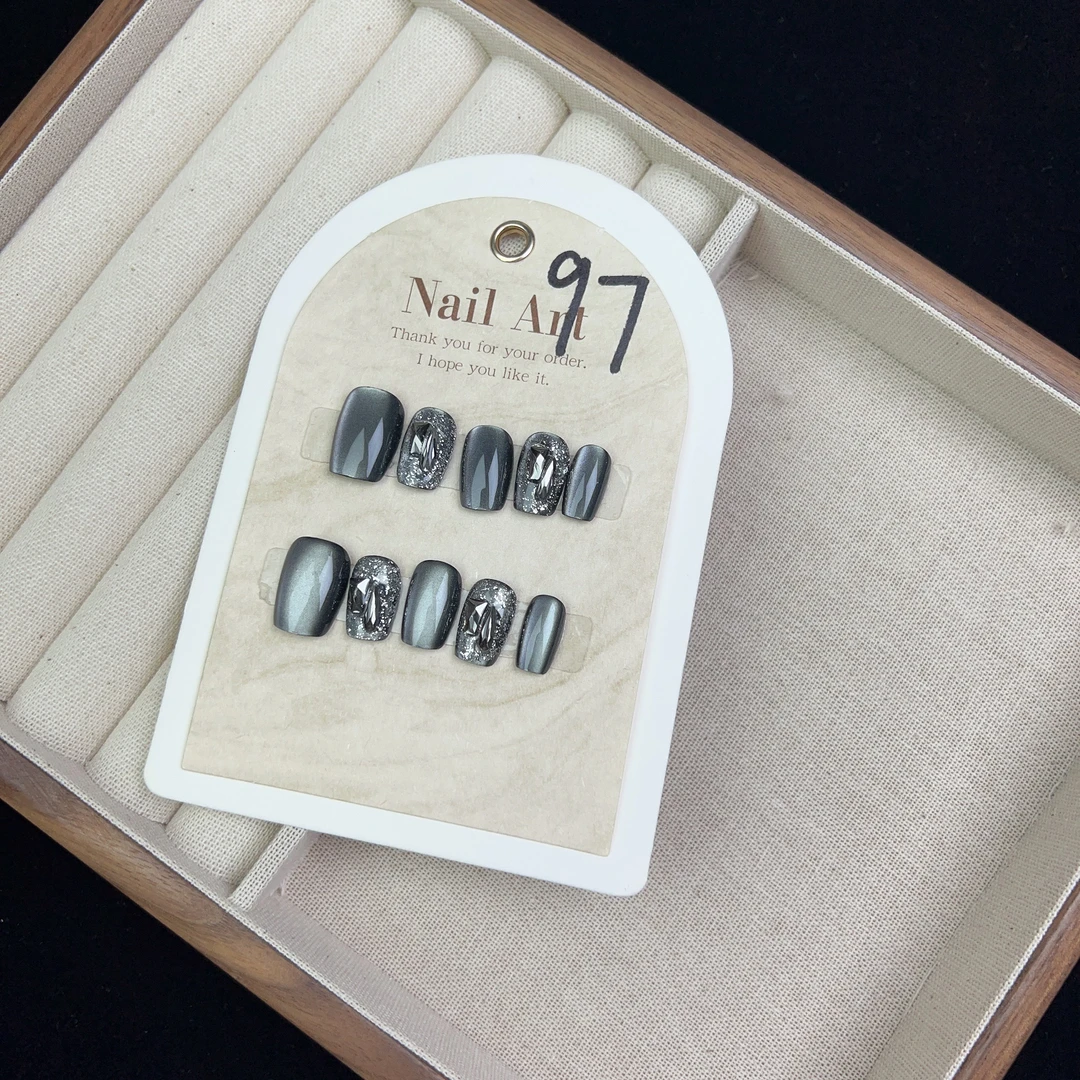 97
Nail Art
Thank you for your order.
I hope you like it.